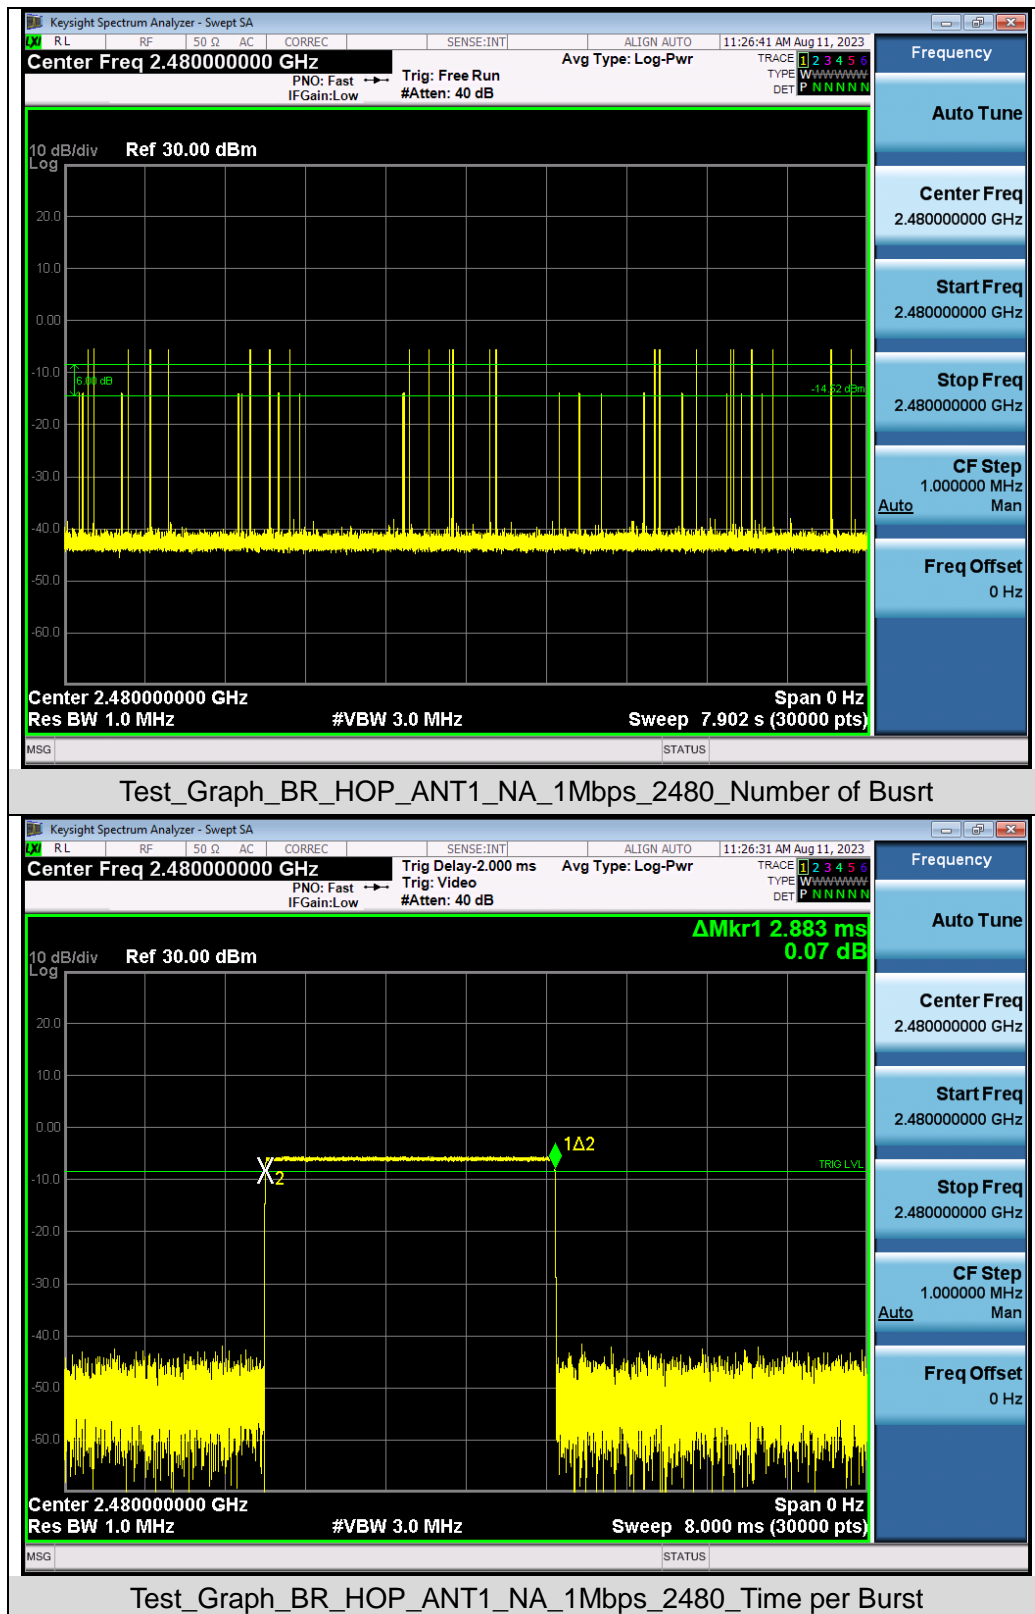 Keysight Spectrum Analyzer - Swept SA
LXI RL RF 50 Ω AC CORREC SENSE:INT ALIGN AUTO 11:26:41 AM Aug 11, 2023
Center Freq 2.480000000 GHz
PNO: Fast
IFGain:Low
Trig: Free Run
#Atten: 40 dB
Avg Type: Log-Pwr
TRACE 1 2 3 4 5 6
TYPE WWWWWW
DET P N N N N N
Frequency
Auto Tune
Center Freq
2.480000000 GHz
Start Freq
2.480000000 GHz
Stop Freq
2.480000000 GHz
CF Step
1.000000 MHz
Auto Man
Freq Offset
0 Hz
10 dB/div Ref 30.00 dBm
Log
20.0
10.0
0.00
-10.0
6.00 dB
-14.52 dBm
-20.0
-30.0
-40.0
-50.0
-60.0
Center 2.480000000 GHz Span 0 Hz
Res BW 1.0 MHz #VBW 3.0 MHz Sweep 7.902 s (30000 pts)
MSG STATUS
Test_Graph_BR_HOP_ANT1_NA_1Mbps_2480_Number of Busrt
Keysight Spectrum Analyzer - Swept SA
LXI RL RF 50 Ω AC CORREC SENSE:INT ALIGN AUTO 11:26:31 AM Aug 11, 2023
Center Freq 2.480000000 GHz
PNO: Fast
IFGain:Low
Trig Delay-2.000 ms
Trig: Video
#Atten: 40 dB
Avg Type: Log-Pwr
TRACE 1 2 3 4 5 6
TYPE WWWWWW
DET P N N N N N
Frequency
Auto Tune
Center Freq
2.480000000 GHz
Start Freq
2.480000000 GHz
Stop Freq
2.480000000 GHz
CF Step
1.000000 MHz
Auto Man
Freq Offset
0 Hz
ΔMkr1 2.883 ms
0.07 dB
10 dB/div Ref 30.00 dBm
Log
20.0
10.0
0.00
1Δ2
TRIG LVL
-10.0
2
-20.0
-30.0
-40.0
-50.0
-60.0
Center 2.480000000 GHz Span 0 Hz
Res BW 1.0 MHz #VBW 3.0 MHz Sweep 8.000 ms (30000 pts)
MSG STATUS
Test_Graph_BR_HOP_ANT1_NA_1Mbps_2480_Time per Burst